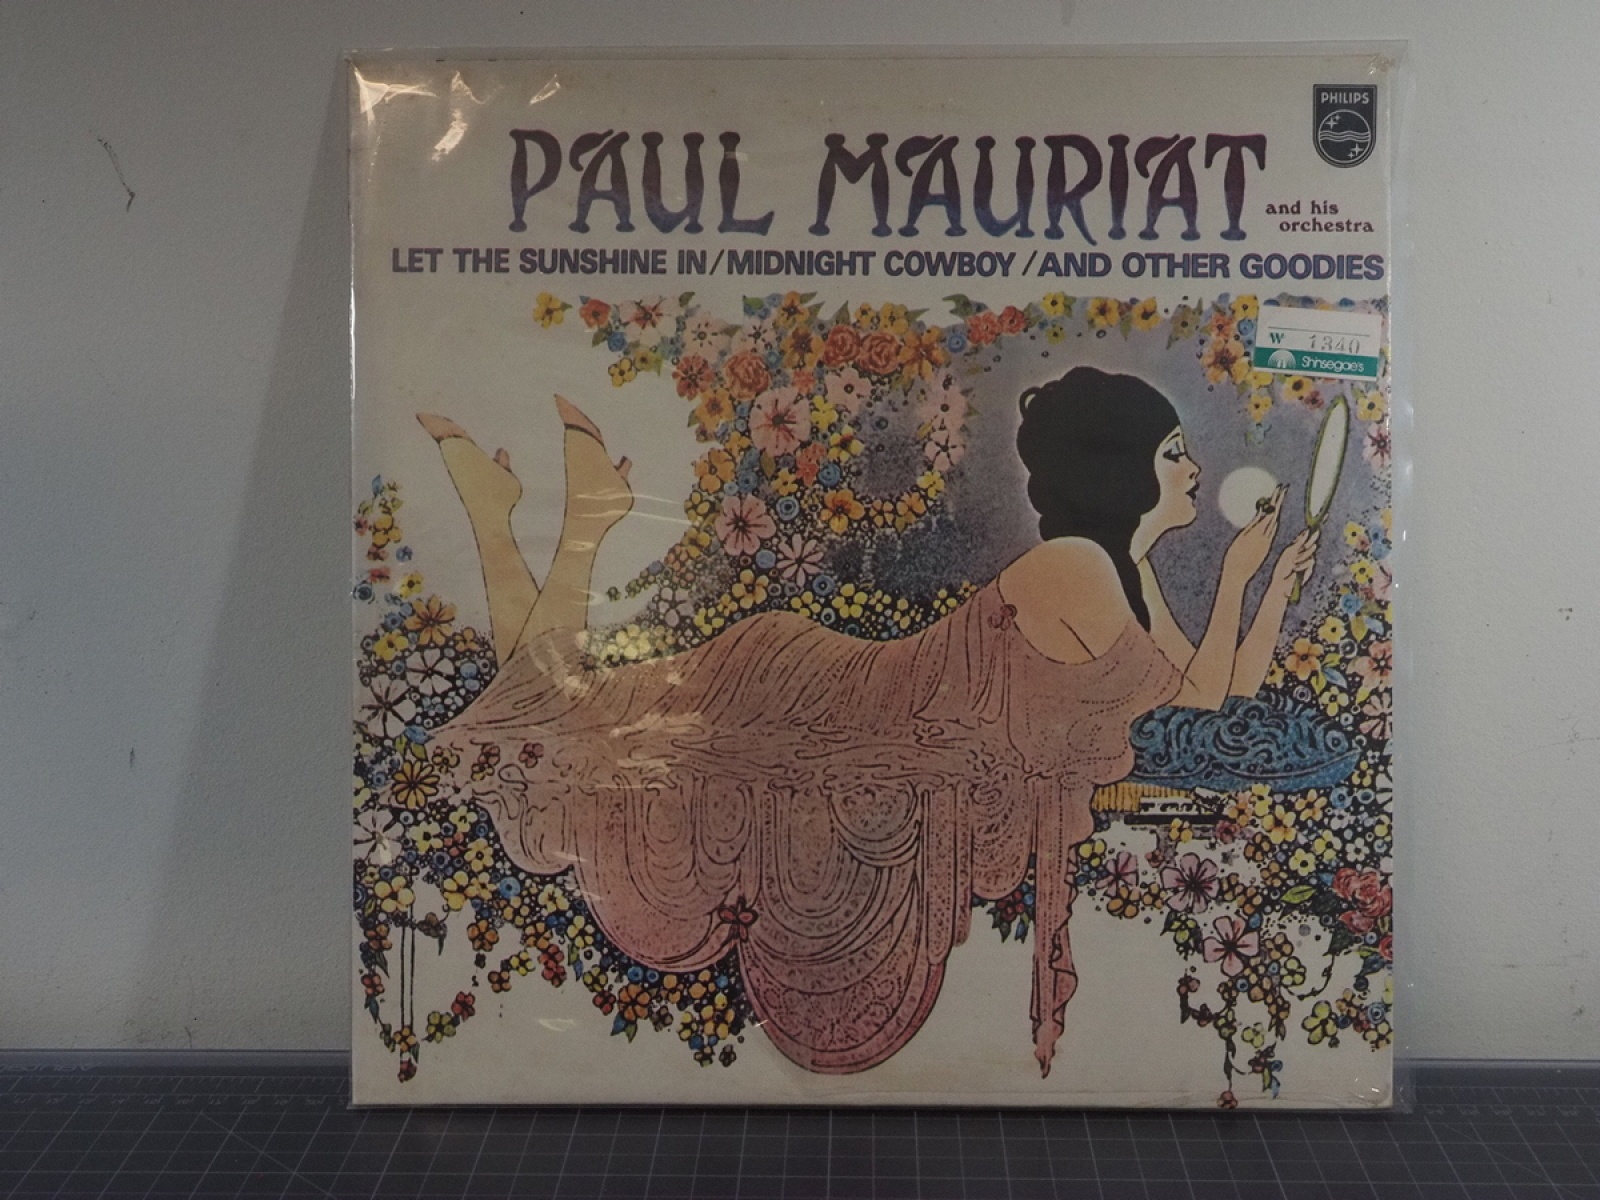 PHILIPS
PAUL MAURIAT
and his
orchestra
LET THE SUNSHINE IN/MIDNIGHT COWBOY/AND OTHER GOODIES
W 1340
Shinsegae's